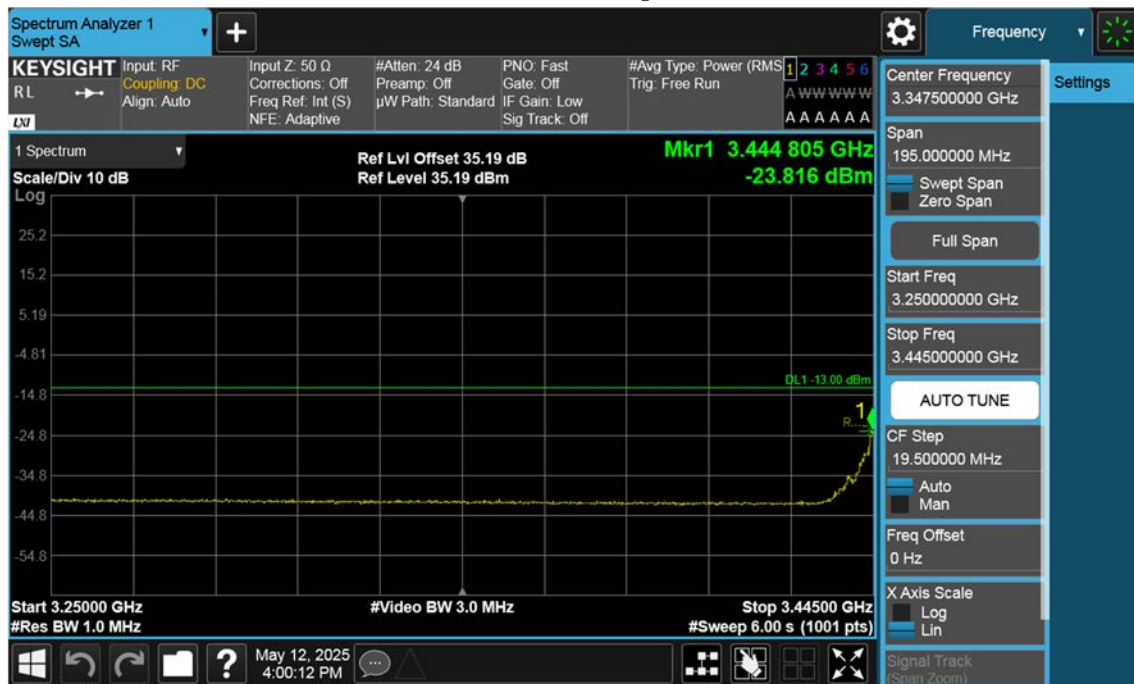 Spectrum Analyzer 1
Swept SA
Frequency
KEYSIGHT
RL
LXI
Input: RF
Coupling: DC
Align: Auto
Input Z: 50 Ω
Corrections: Off
Freq Ref: Int (S)
NFE: Adaptive
#Atten: 24 dB
Preamp: Off
µW Path: Standard
PNO: Fast
Gate: Off
IF Gain: Low
Sig Track: Off
#Avg Type: Power (RMS
Trig: Free Run
1 2 3 4 5 6
A W W W W W
A A A A A A
1 Spectrum
Scale/Div 10 dB
Log
Ref Lvl Offset 35.19 dB
Ref Level 35.19 dBm
Mkr1 3.444 805 GHz
-23.816 dBm
25.2
15.2
5.19
-4.81
-14.8
-24.8
-34.8
-44.8
-54.8
DL1 -13.00 dBm
1
Start 3.25000 GHz
#Res BW 1.0 MHz
#Video BW 3.0 MHz
Stop 3.44500 GHz
#Sweep 6.00 s (1001 pts)
Center Frequency
3.347500000 GHz
Span
195.000000 MHz
Swept Span
Zero Span
Full Span
Start Freq
3.250000000 GHz
Stop Freq
3.445000000 GHz
AUTO TUNE
CF Step
19.500000 MHz
Auto
Man
Freq Offset
0 Hz
X Axis Scale
Log
Lin
Signal Track
(Span Zoom)
Settings
?
May 12, 2025
4:00:12 PM